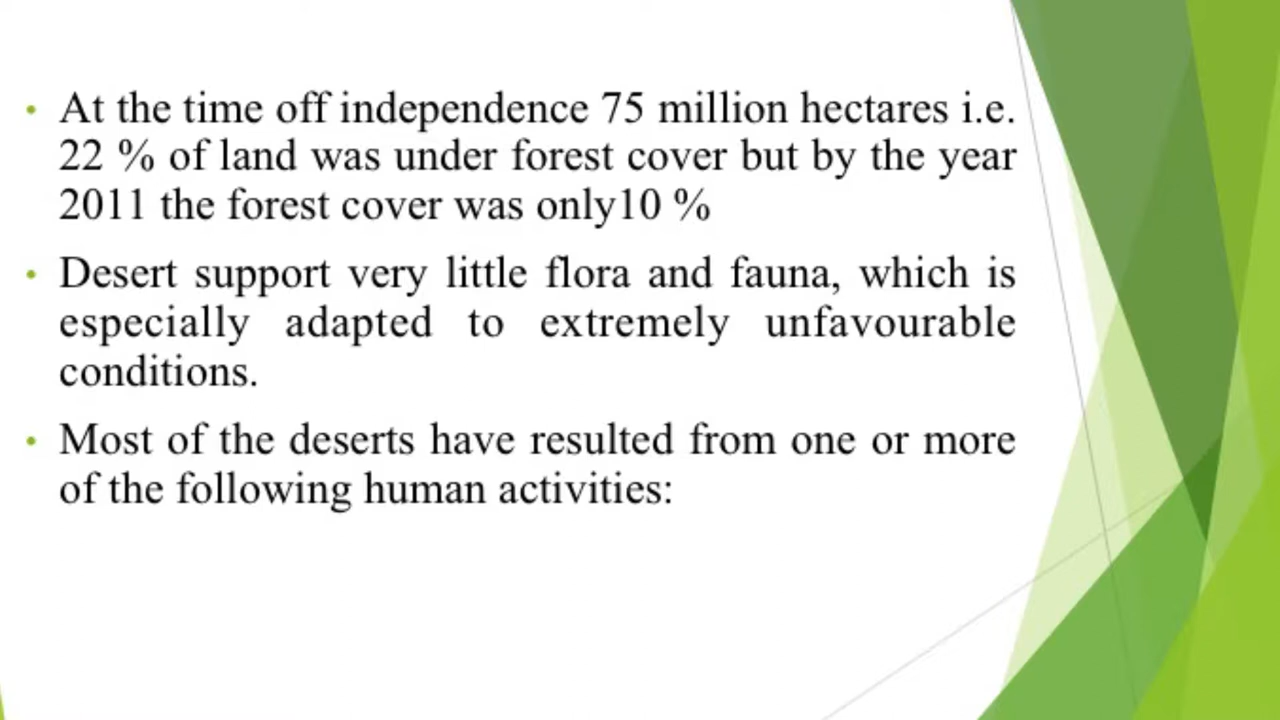 • At the time off independence 75 million hectares i.e.
22 % of land was under forest cover but by the year
2011 the forest cover was only10 %
• Desert support very little flora and fauna, which is
especially adapted to extremely unfavourable
conditions.
• Most of the deserts have resulted from one or more
of the following human activities: